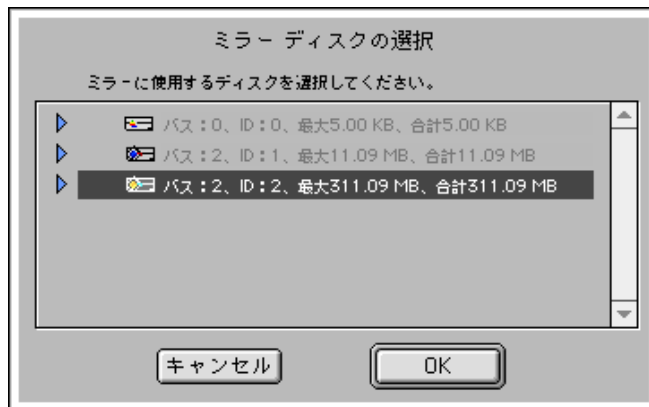 ミラー ディスクの選択
ミラーに使用するディスクを選択してください。
バス：0、ID：0、最大5.00 KB、合計5.00 KB
バス：2、ID：1、最大11.09 MB、合計11.09 MB
バス：2、ID：2、最大311.09 MB、合計311.09 MB
キャンセル
OK